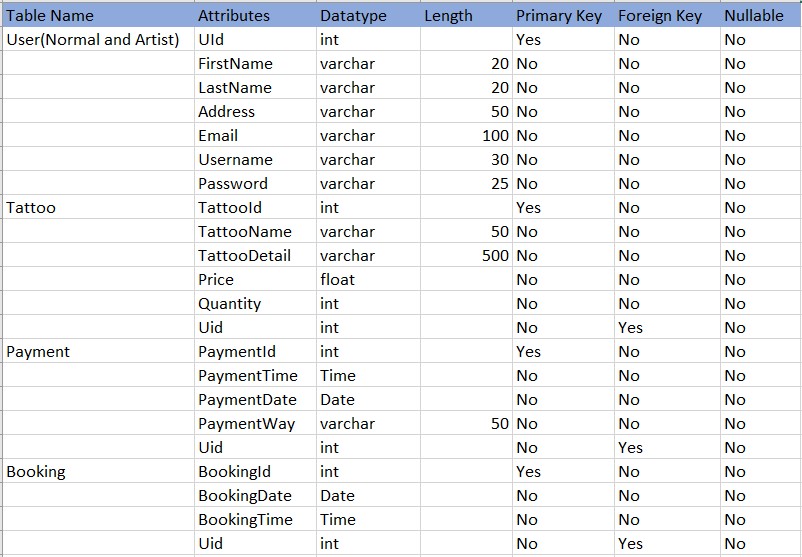 Table Name Attributes Datatype Length Primary Key Foreign Key Nullable
User(Normal and Artist) UId int Yes No No
FirstName varchar 20 No No No
LastName varchar 20 No No No
Address varchar 50 No No No
Email varchar 100 No No No
Username varchar 30 No No No
Password varchar 25 No No No
Tattoo TattooId int Yes No No
TattooName varchar 50 No No No
TattooDetail varchar 500 No No No
Price float No No No
Quantity int No No No
Uid int No Yes No
Payment PaymentId int Yes No No
PaymentTime Time No No No
PaymentDate Date No No No
PaymentWay varchar 50 No No No
Uid int No Yes No
Booking BookingId int Yes No No
BookingDate Date No No No
BookingTime Time No No No
Uid int No Yes No